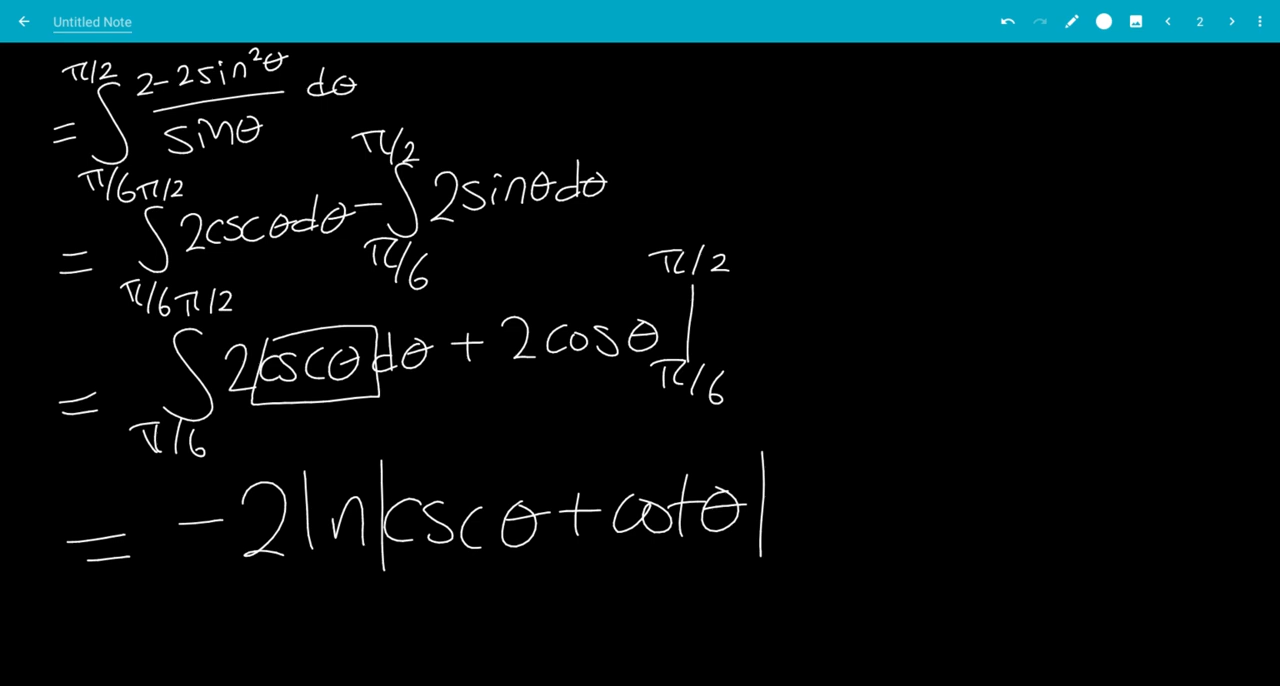 Untitled Note
2
= ∫_{π/6}^{π/2} (2-2sin²θ)/(sinθ) dθ
= ∫_{π/6}^{π/2} 2cscθdθ - ∫_{π/6}^{π/2} 2sinθdθ
= ∫_{π/6}^{π/2} 2cscθdθ + 2cosθ |_{π/6}^{π/2}
= -2ln|cscθ+cotθ|